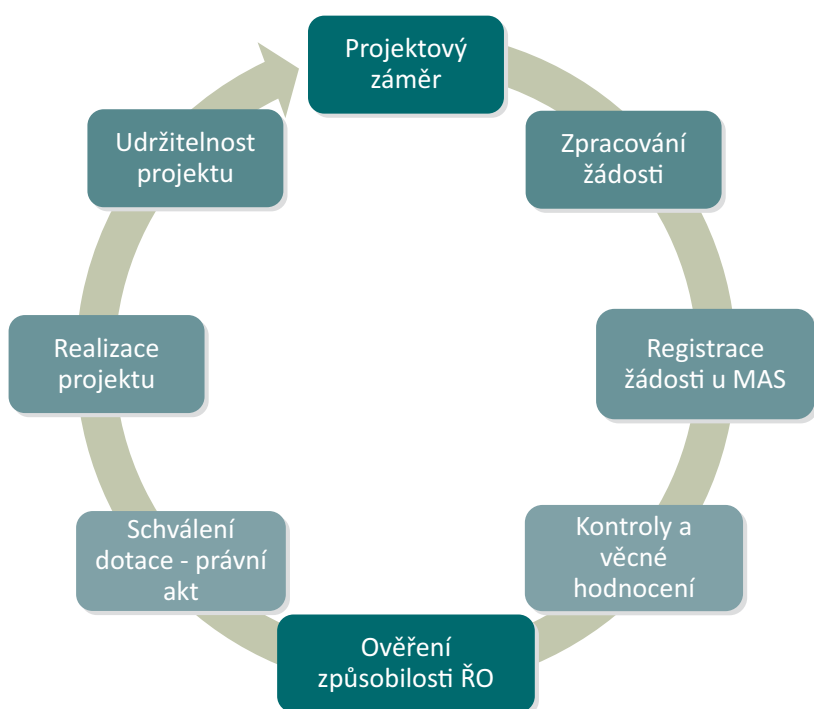 Projektový
záměr
Zpracování
žádosti
Registrace
žádosti u MAS
Kontroly a
věcné
hodnocení
Ověření
způsobilosti ŘO
Schválení
dotace - právní
akt
Realizace
projektu
Udržitelnost
projektu